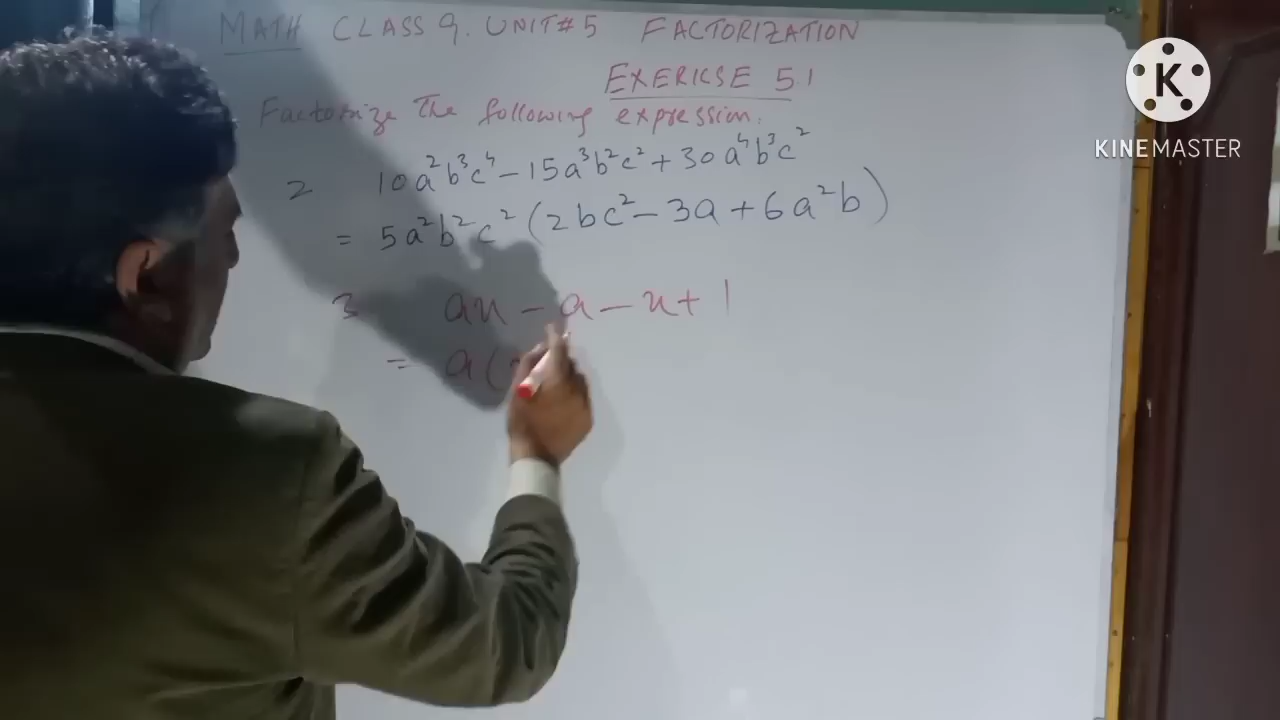 MATH CLASS 9. UNIT#5 FACTORIZATION
EXERICSE 5.1
Factorize The following expression.
2 10a²b³c⁴ - 15a³b²c² + 30a⁴b³c²
= 5a²b²c² (2bc² - 3a + 6a²b)
3 ax - a - x + 1
= a(
K
KINEMASTER